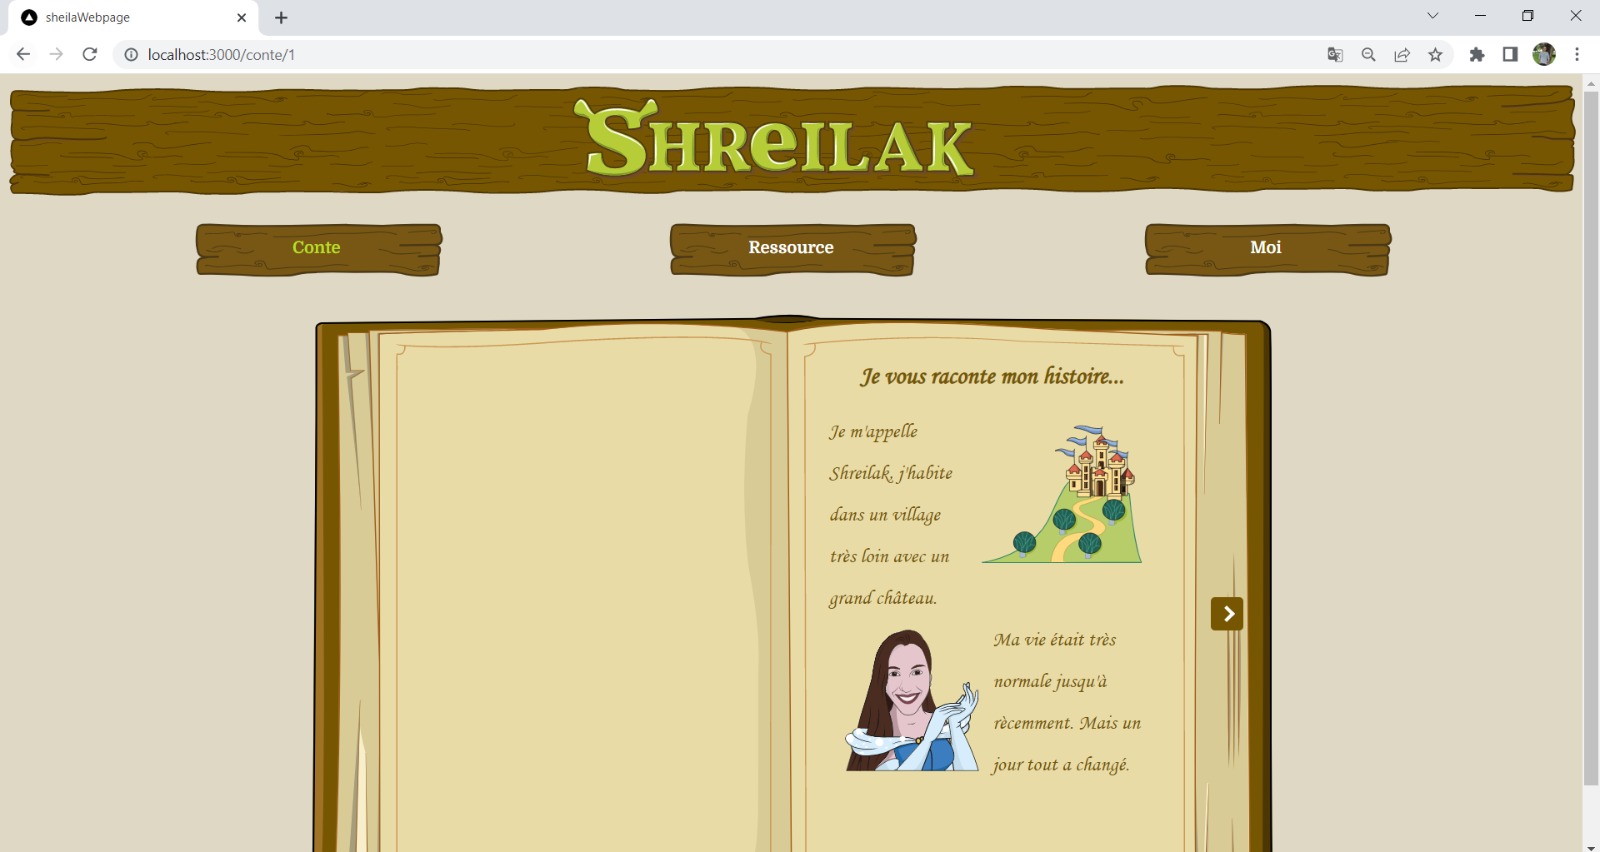 sheilaWebpage
localhost:3000/conte/1
SHReILAK
Conte
Ressource
Moi
Je vous raconte mon histoire...
Je m'appelle
Shreilak, j'habite
dans un village
très loin avec un
grand château.
Ma vie était très
normale jusqu'à
rècemment. Mais un
jour tout a changé.